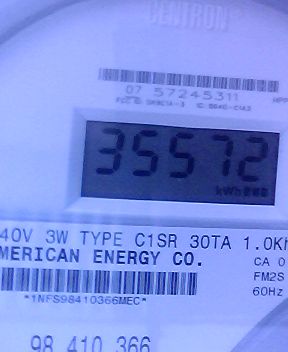 CENTRON®
07 57245311
35572
kWh
40V 3W TYPE C1SR 30TA 1.0Kh
MERICAN ENERGY CO.
CA 0
FM2S
60Hz
*1NFS98410366MEC*
98 410 366